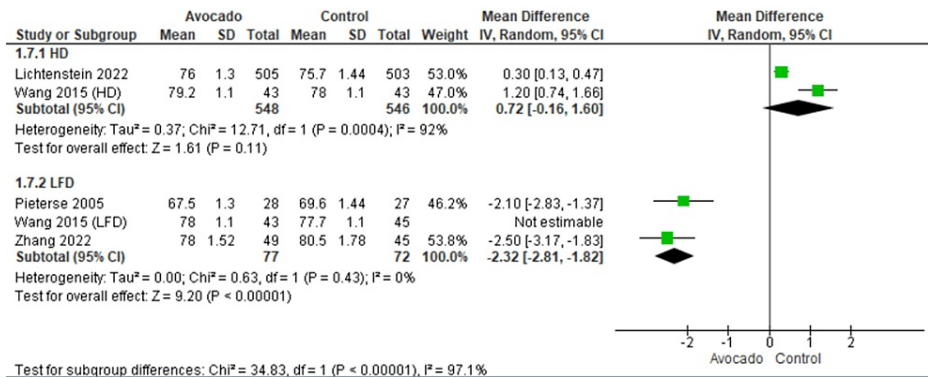 Avocado Control Mean Difference Mean Difference
Study or Subgroup Mean SD Total Mean SD Total Weight IV, Random, 95% CI IV, Random, 95% CI
1.7.1 HD
Lichtenstein 2022 76 1.3 505 75.7 1.44 503 53.0% 0.30 [0.13, 0.47]
Wang 2015 (HD) 79.2 1.1 43 78 1.1 43 47.0% 1.20 [0.74, 1.66]
Subtotal (95% CI) 548 546 100.0% 0.72 [-0.16, 1.60]
Heterogeneity: Tau² = 0.37; Chi² = 12.71, df = 1 (P = 0.0004); I² = 92%
Test for overall effect: Z = 1.61 (P = 0.11)
1.7.2 LFD
Pieterse 2005 67.5 1.3 28 69.6 1.44 27 46.2% -2.10 [-2.83, -1.37]
Wang 2015 (LFD) 78 1.1 43 77.7 1.1 45 Not estimable
Zhang 2022 78 1.52 49 80.5 1.78 45 53.8% -2.50 [-3.17, -1.83]
Subtotal (95% CI) 77 72 100.0% -2.32 [-2.81, -1.82]
Heterogeneity: Tau² = 0.00; Chi² = 0.63, df = 1 (P = 0.43); I² = 0%
Test for overall effect: Z = 9.20 (P < 0.00001)
-2 -1 0 1 2
Avocado Control
Test for subgroup differences: Chi² = 34.83, df = 1 (P < 0.00001), I² = 97.1%